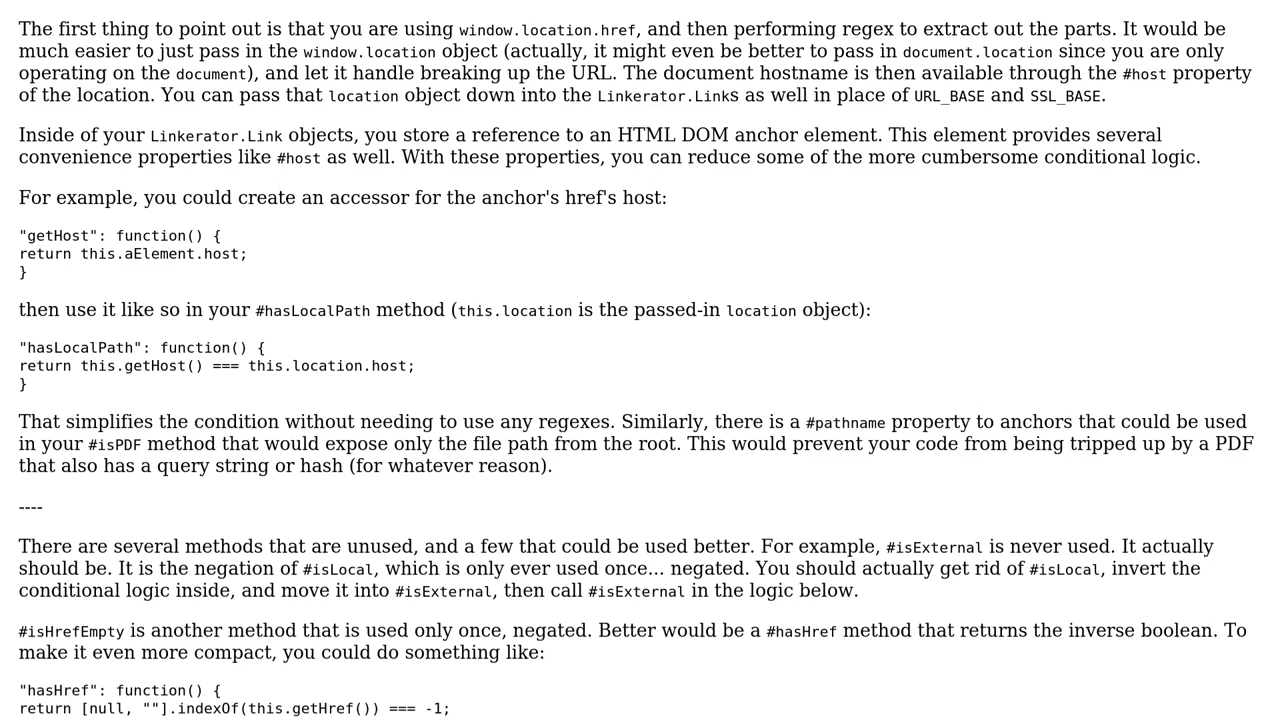 The first thing to point out is that you are using window.location.href, and then performing regex to extract out the parts. It would be
much easier to just pass in the window.location object (actually, it might even be better to pass in document.location since you are only
operating on the document), and let it handle breaking up the URL. The document hostname is then available through the #host property
of the location. You can pass that location object down into the Linkerator.Links as well in place of URL_BASE and SSL_BASE.
Inside of your Linkerator.Link objects, you store a reference to an HTML DOM anchor element. This element provides several
convenience properties like #host as well. With these properties, you can reduce some of the more cumbersome conditional logic.
For example, you could create an accessor for the anchor's href's host:
"getHost": function() {
return this.aElement.host;
}
then use it like so in your #hasLocalPath method (this.location is the passed-in location object):
"hasLocalPath": function() {
return this.getHost() === this.location.host;
}
That simplifies the condition without needing to use any regexes. Similarly, there is a #pathname property to anchors that could be used
in your #isPDF method that would expose only the file path from the root. This would prevent your code from being tripped up by a PDF
that also has a query string or hash (for whatever reason).
----
There are several methods that are unused, and a few that could be used better. For example, #isExternal is never used. It actually
should be. It is the negation of #isLocal, which is only ever used once... negated. You should actually get rid of #isLocal, invert the
conditional logic inside, and move it into #isExternal, then call #isExternal in the logic below.
#isHrefEmpty is another method that is used only once, negated. Better would be a #hasHref method that returns the inverse boolean. To
make it even more compact, you could do something like:
"hasHref": function() {
return [null, ""].indexOf(this.getHref()) === -1;